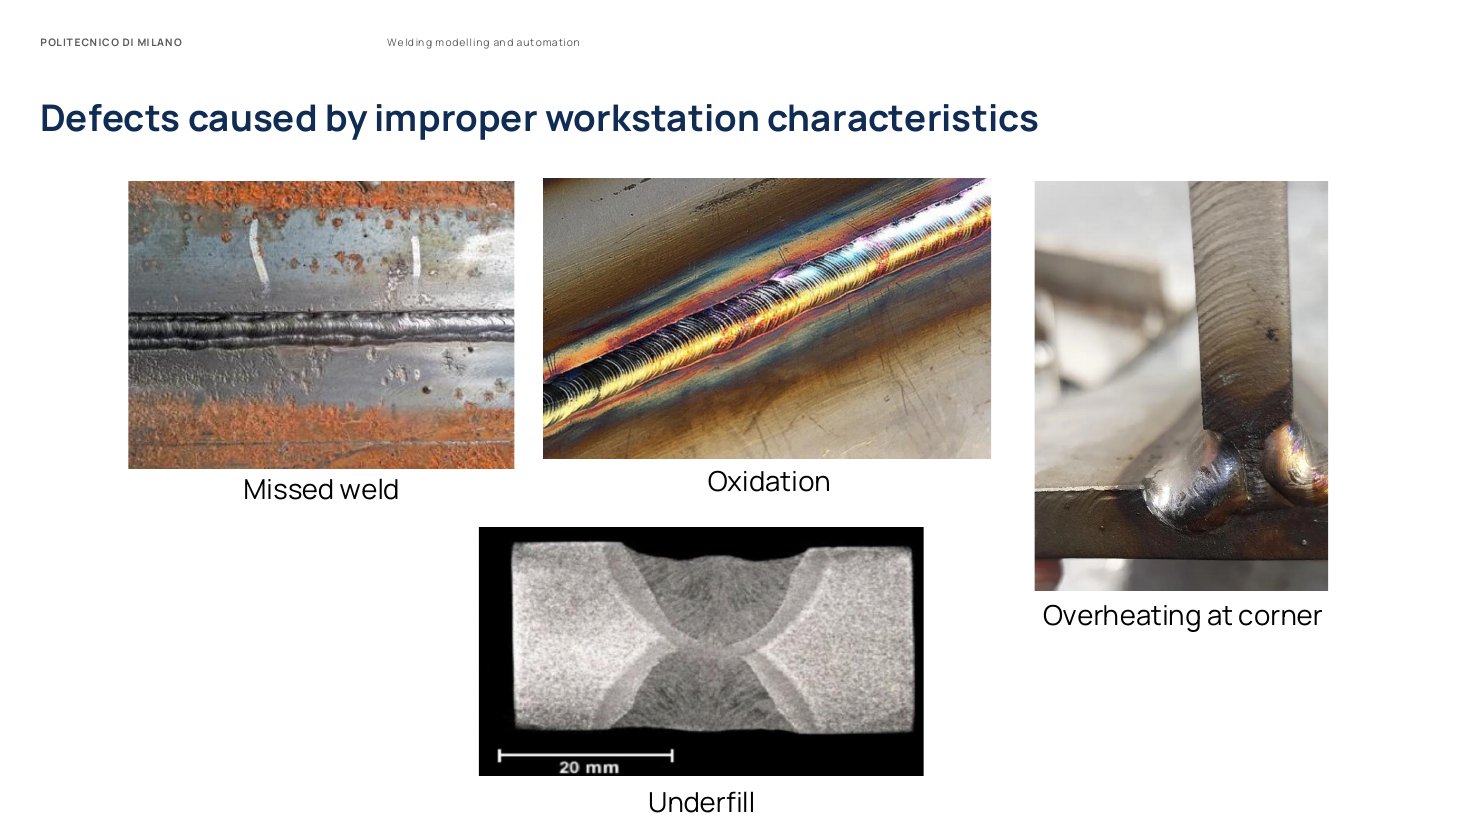 POLITECNICO DI MILANO
Welding modelling and automation
Defects caused by improper workstation characteristics
Missed weld
Oxidation
Overheating at corner
20 mm
Underfill